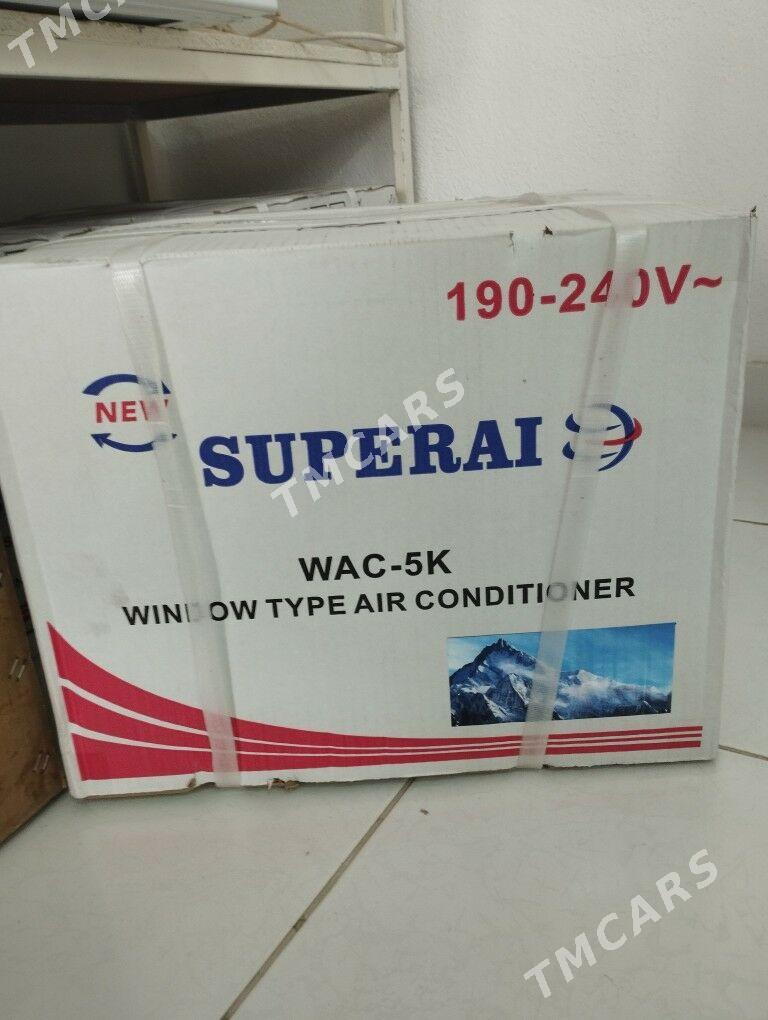 TMCARS
190-240V~
NEW
SUPERAI
TMCARS
WAC-5K
WINDOW TYPE AIR CONDITIONER
TMCARS